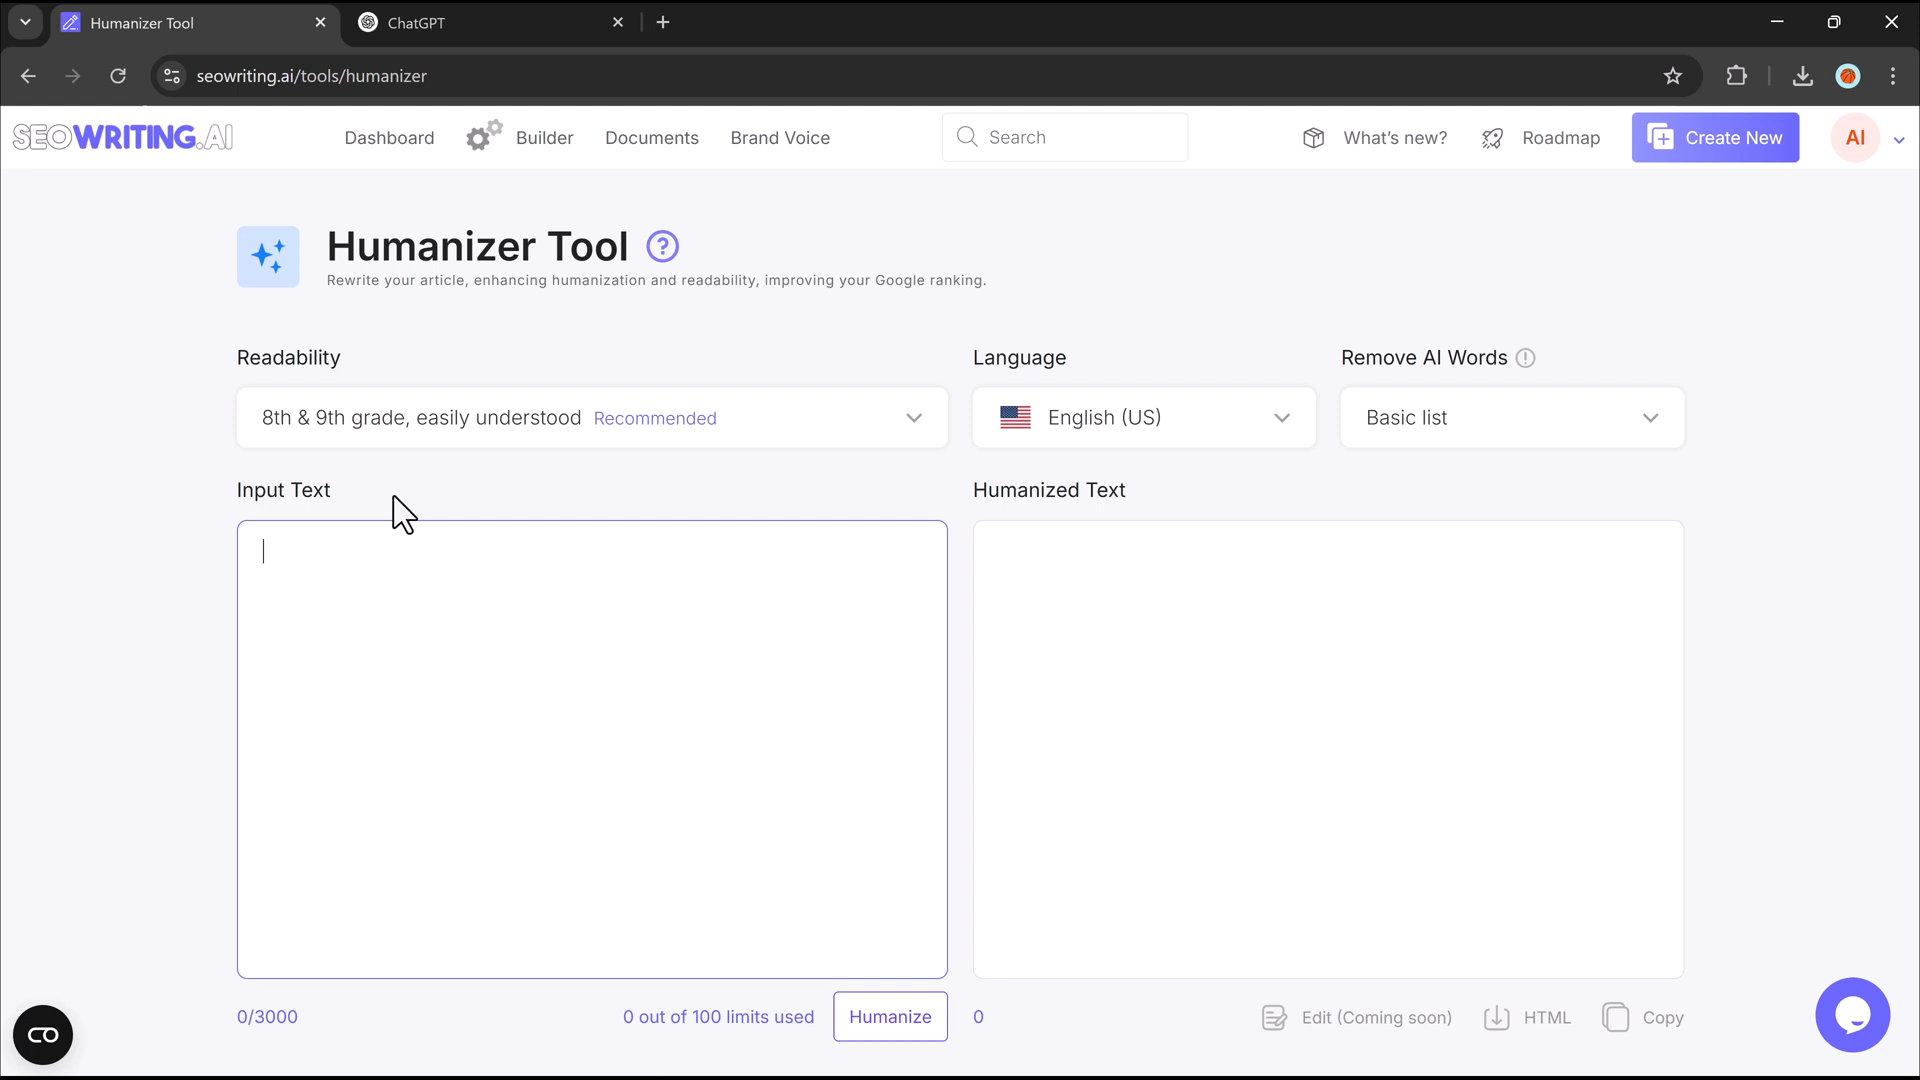 Humanizer Tool
ChatGPT
seowriting.ai/tools/humanizer
SEOWRITING.AI
Dashboard
Builder
Documents
Brand Voice
Search
What's new?
Roadmap
Create New
AI
Humanizer Tool ?
Rewrite your article, enhancing humanization and readability, improving your Google ranking.
Readability
Language
Remove AI Words
8th & 9th grade, easily understood Recommended
English (US)
Basic list
Input Text
Humanized Text
0/3000
0 out of 100 limits used
Humanize
0
Edit (Coming soon)
HTML
Copy